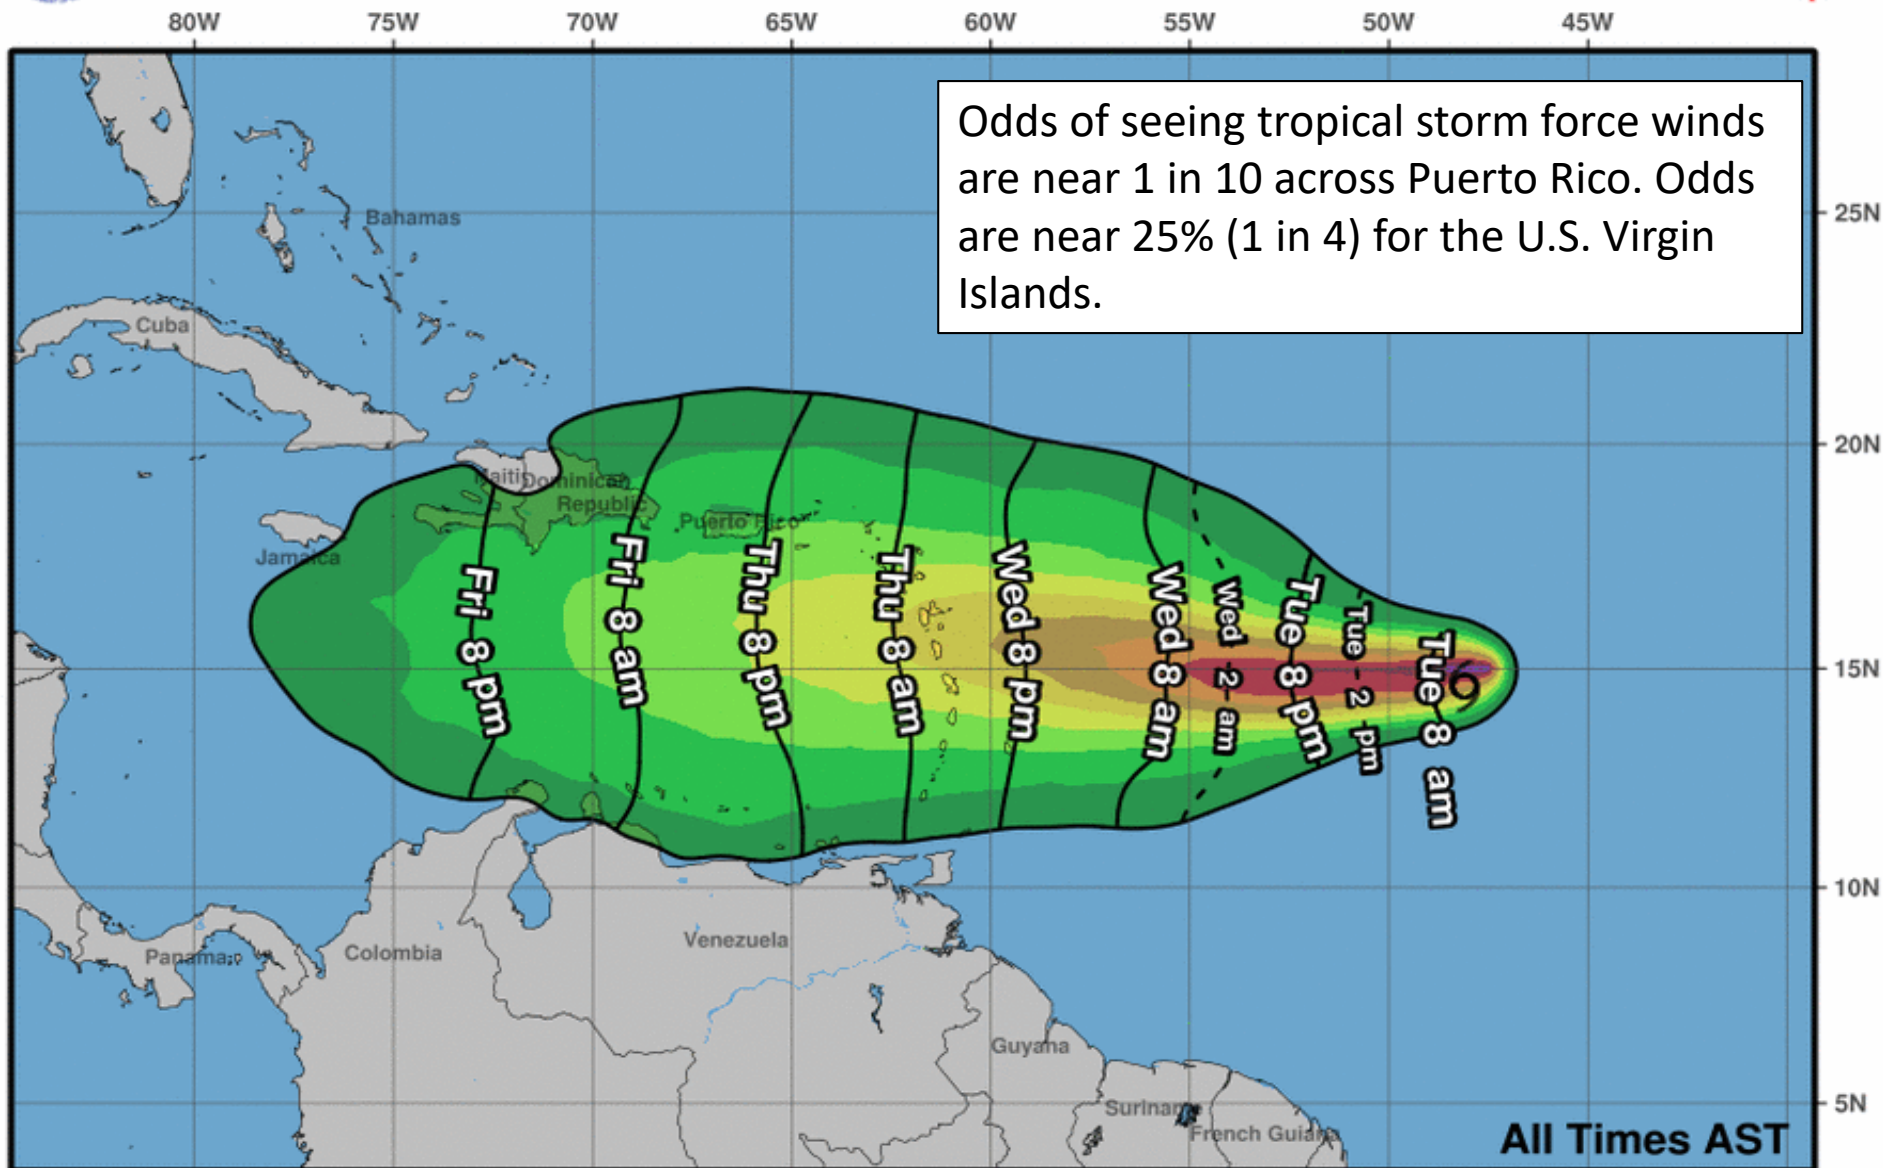 80W 75W 70W 65W 60W 55W 50W 45W
Odds of seeing tropical storm force winds
are near 1 in 10 across Puerto Rico. Odds
are near 25% (1 in 4) for the U.S. Virgin
Islands.
25N
Bahamas
Cuba
20N
Haiti
Dominican
Republic
Puerto Rico
Jamaica
Fri 8 pm
Fri 8 am
Thu 8 pm
Thu 8 am
Wed 8 pm
Wed 8 am
Wed 2 am
Tue 8 pm
Tue 2 pm
Tue 8 am
15N
10N
Panama
Colombia
Venezuela
Guyana
Suriname
French Guiana
5N
All Times AST